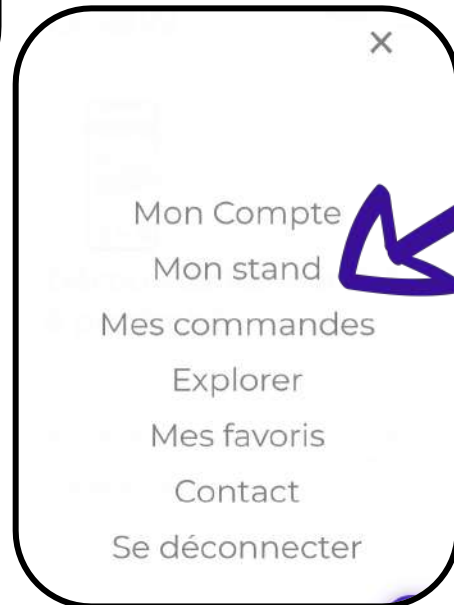 Mon Compte
Mon stand
Mes commandes
Explorer
Mes favoris
Contact
Se déconnecter